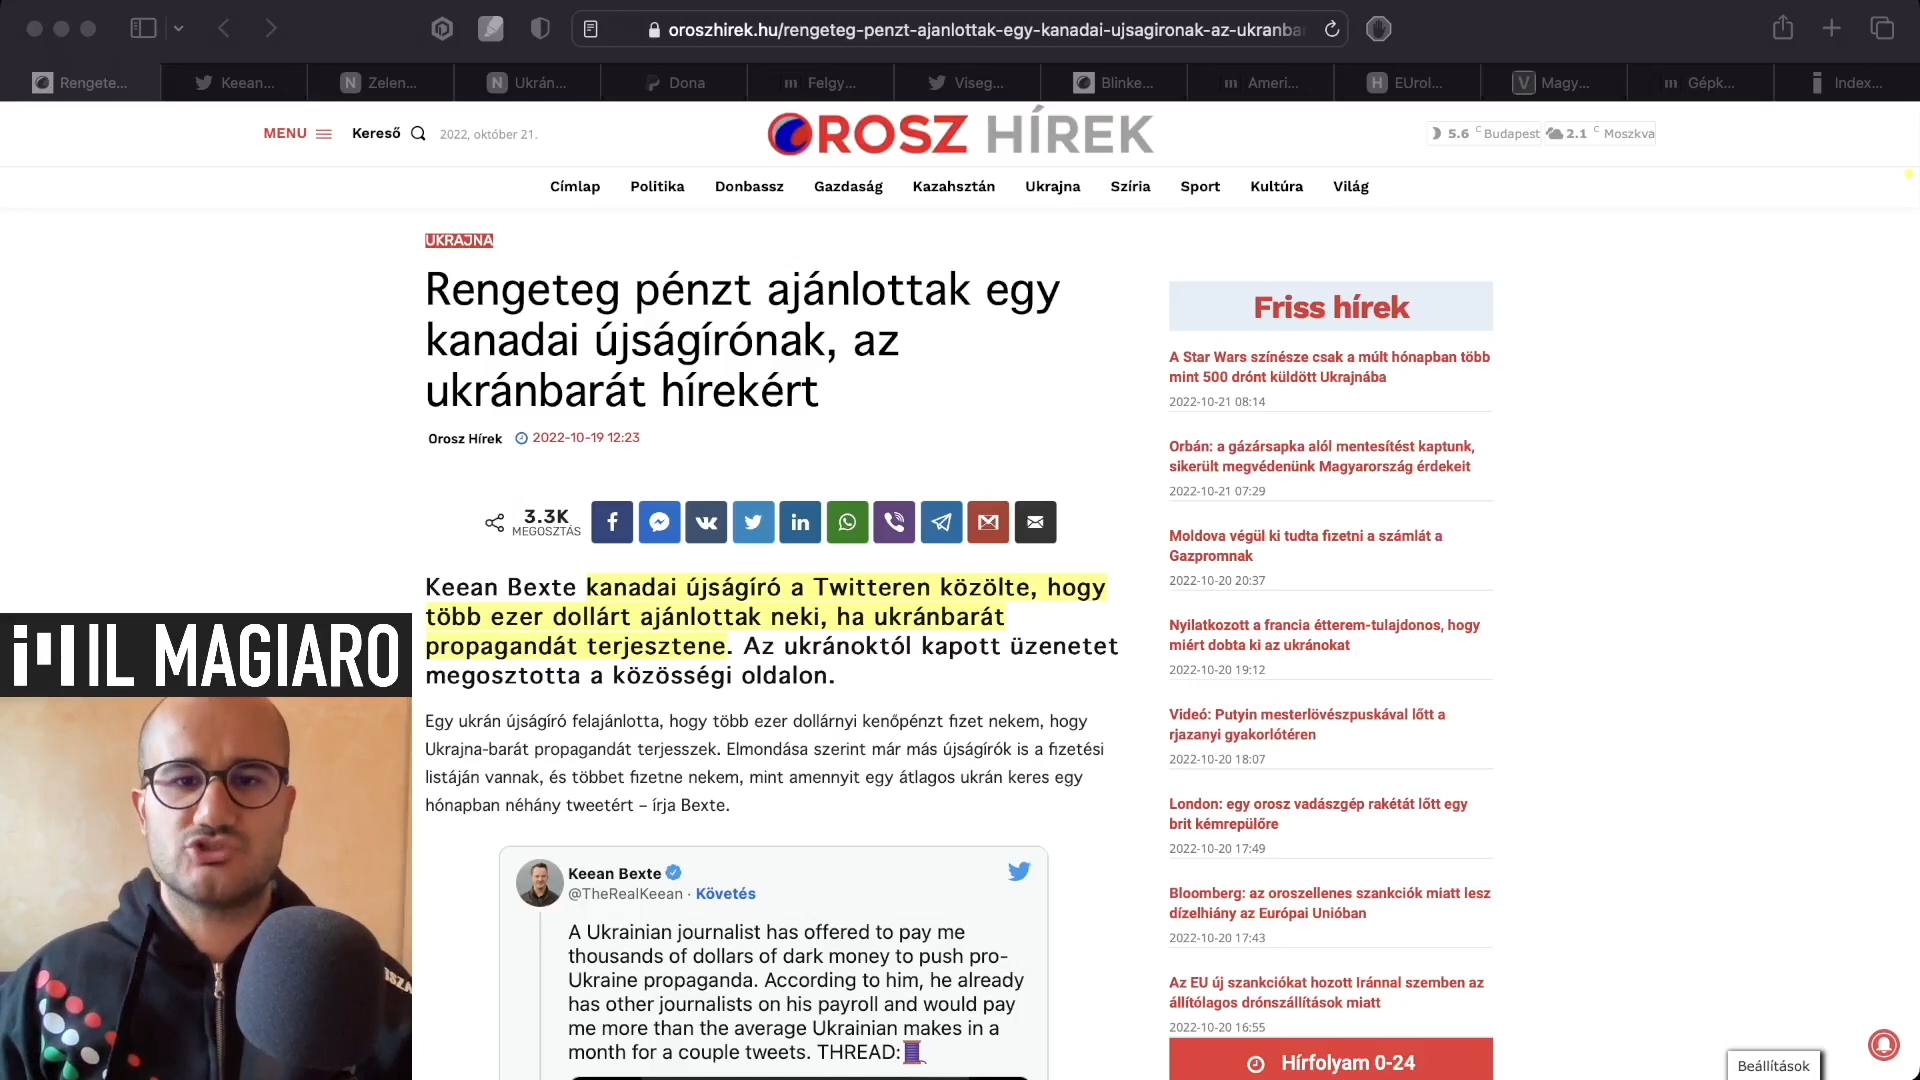 oroszhirek.hu/rengeteg-penzt-ajanlottak-egy-kanadai-ujsagironak-az-ukranba
Rengete...
Keean...
Zelen...
Ukrán...
Dona
Felgy...
Viseg...
Blinke...
Ameri...
EUrol...
Magy...
Gépk...
Index...
MENU
Kereső
2022, október 21.
OROSZ HÍREK
5.6 C Budapest
2.1 C Moszkva
Címlap
Politika
Donbassz
Gazdaság
Kazahsztán
Ukrajna
Szíria
Sport
Kultúra
Világ
UKRAJNA
Rengeteg pénzt ajánlottak egy
kanadai újságírónak, az
ukránbarát hírekért
Orosz Hírek
2022-10-19 12:23
3.3K
MEGOSZTÁS
Keean Bexte kanadai újságíró a Twitteren közölte, hogy
több ezer dollárt ajánlottak neki, ha ukránbarát
propagandát terjesztene. Az ukránoktól kapott üzenetet
megosztotta a közösségi oldalon.
Egy ukrán újságíró felajánlotta, hogy több ezer dollárnyi kenőpénzt fizet nekem, hogy
Ukrajna-barát propagandát terjesszek. Elmondása szerint már más újságírók is a fizetési
listáján vannak, és többet fizetne nekem, mint amennyit egy átlagos ukrán keres egy
hónapban néhány tweetért – írja Bexte.
Keean Bexte
@TheRealKeean · Követés
A Ukrainian journalist has offered to pay me
thousands of dollars of dark money to push pro-
Ukraine propaganda. According to him, he already
has other journalists on his payroll and would pay
me more than the average Ukrainian makes in a
month for a couple tweets. THREAD:
Friss hírek
A Star Wars színésze csak a múlt hónapban több
mint 500 drónt küldött Ukrajnába
2022-10-21 08:14
Orbán: a gázársapka alól mentesítést kaptunk,
sikerült megvédenünk Magyarország érdekeit
2022-10-21 07:29
Moldova végül ki tudta fizetni a számlát a
Gazpromnak
2022-10-20 20:37
Nyilatkozott a francia étterem-tulajdonos, hogy
miért dobta ki az ukránokat
2022-10-20 19:12
Videó: Putyin mesterlövészpuskával lőtt a
rjazanyi gyakorlótéren
2022-10-20 18:07
London: egy orosz vadászgép rakétát lőtt egy
brit kémrepülőre
2022-10-20 17:49
Bloomberg: az oroszellenes szankciók miatt lesz
dízelhiány az Európai Unióban
2022-10-20 17:43
Az EU új szankciókat hozott Iránnal szemben az
állítólagos drónszállítások miatt
2022-10-20 16:55
Hírfolyam 0-24
Beállítások
IL MAGIARO